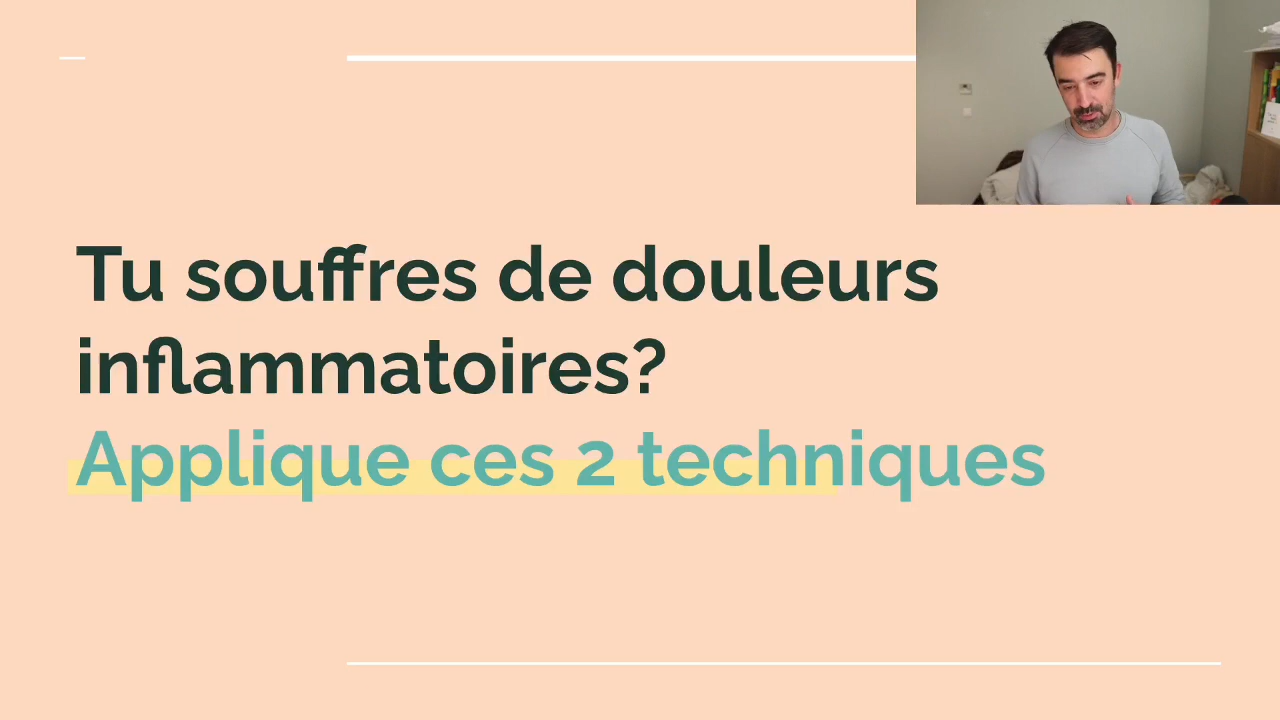 Tu souffres de douleurs
inflammatoires?
Applique ces 2 techniques